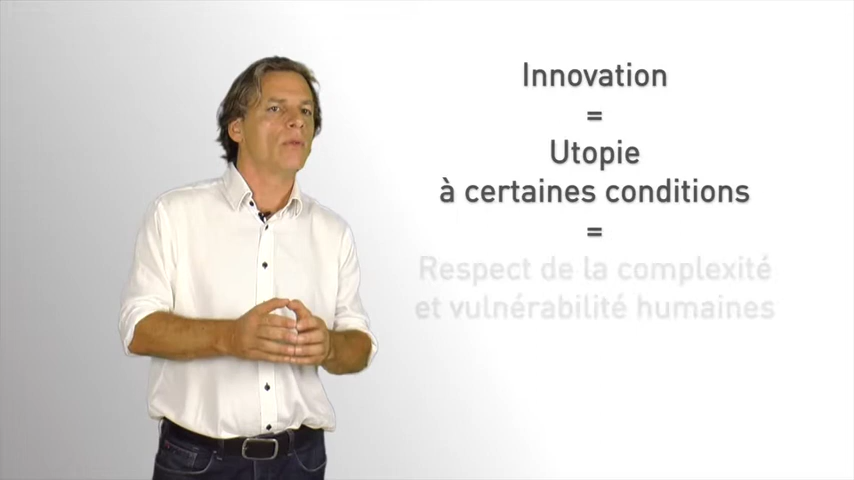 Innovation
=
Utopie
à certaines conditions
=
Respect de la complexité
et vulnérabilité humaines